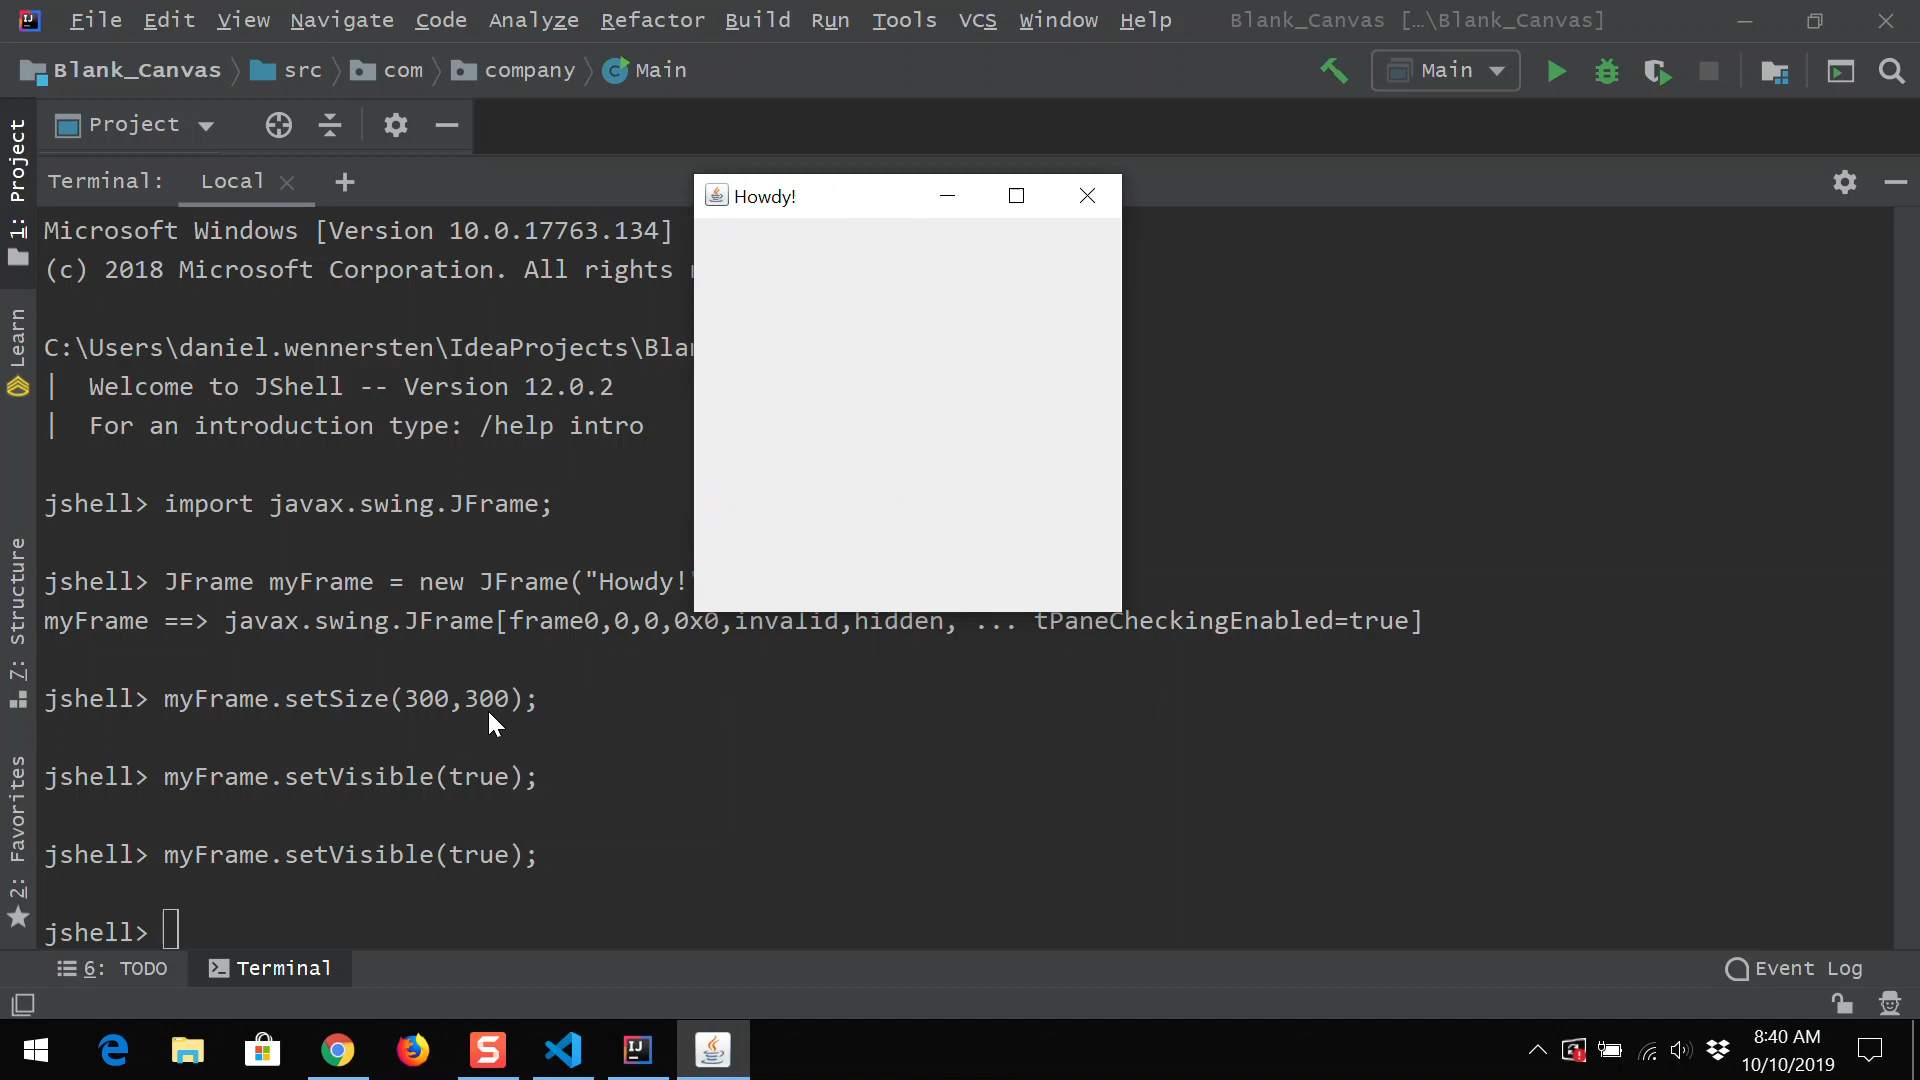 File Edit View Navigate Code Analyze Refactor Build Run Tools VCS Window Help Blank_Canvas [...\Blank_Canvas]
Blank_Canvas src com company Main Main
Project
Terminal: Local
Howdy!
Microsoft Windows [Version 10.0.17763.134]
(c) 2018 Microsoft Corporation. All rights
C:\Users\daniel.wennersten\IdeaProjects\Blan
| Welcome to JShell -- Version 12.0.2
| For an introduction type: /help intro
jshell> import javax.swing.JFrame;
jshell> JFrame myFrame = new JFrame("Howdy!"
myFrame ==> javax.swing.JFrame[frame0,0,0,0x0,invalid,hidden, ... tPaneCheckingEnabled=true]
jshell> myFrame.setSize(300,300);
jshell> myFrame.setVisible(true);
jshell> myFrame.setVisible(true);
jshell>
1: Project
Learn
7: Structure
2: Favorites
6: TODO Terminal Event Log
8:40 AM
10/10/2019